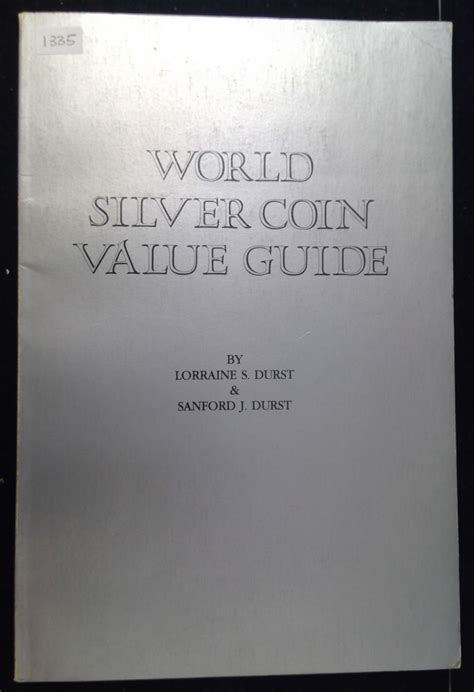 1335
WORLD
SILVER COIN
VALUE GUIDE
BY
LORRAINE S. DURST
&
SANFORD J. DURST